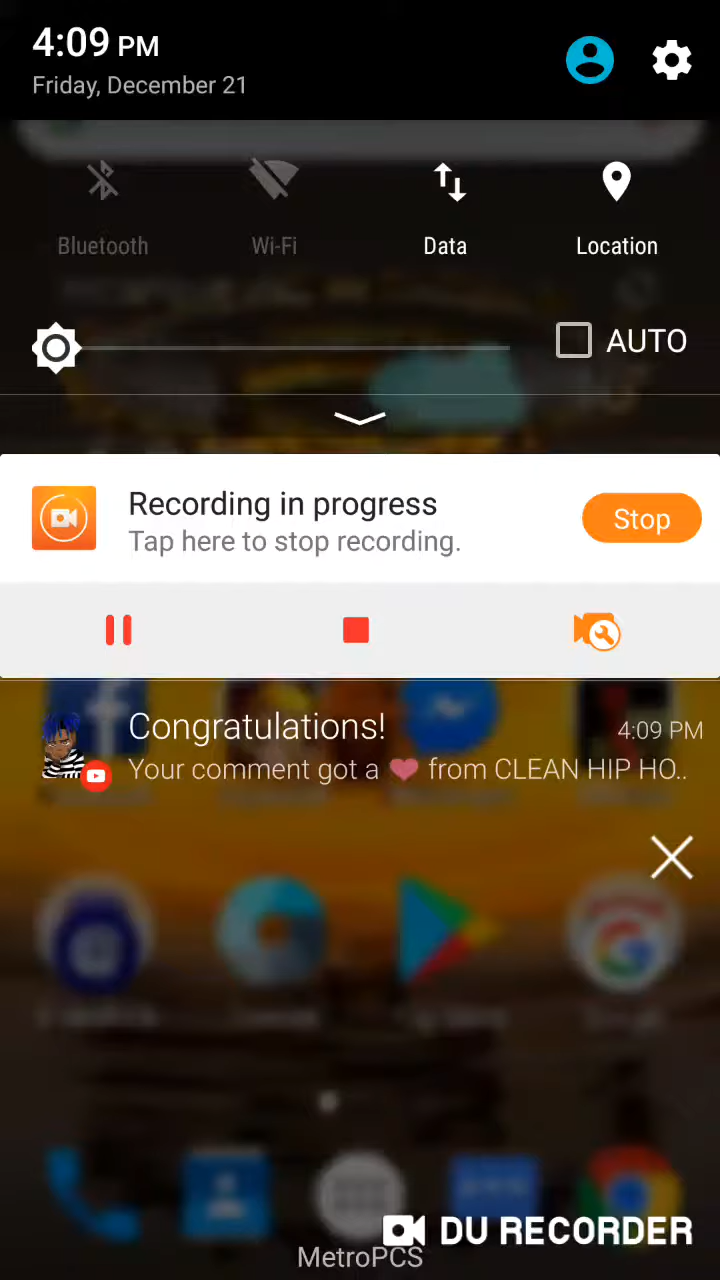 4:09 PM
Friday, December 21
Bluetooth
Wi-Fi
Data
Location
AUTO
Recording in progress
Stop
Tap here to stop recording.
Congratulations!
4:09 PM
Your comment got a ❤ from CLEAN HIP HO..
DU RECORDER
MetroPCS